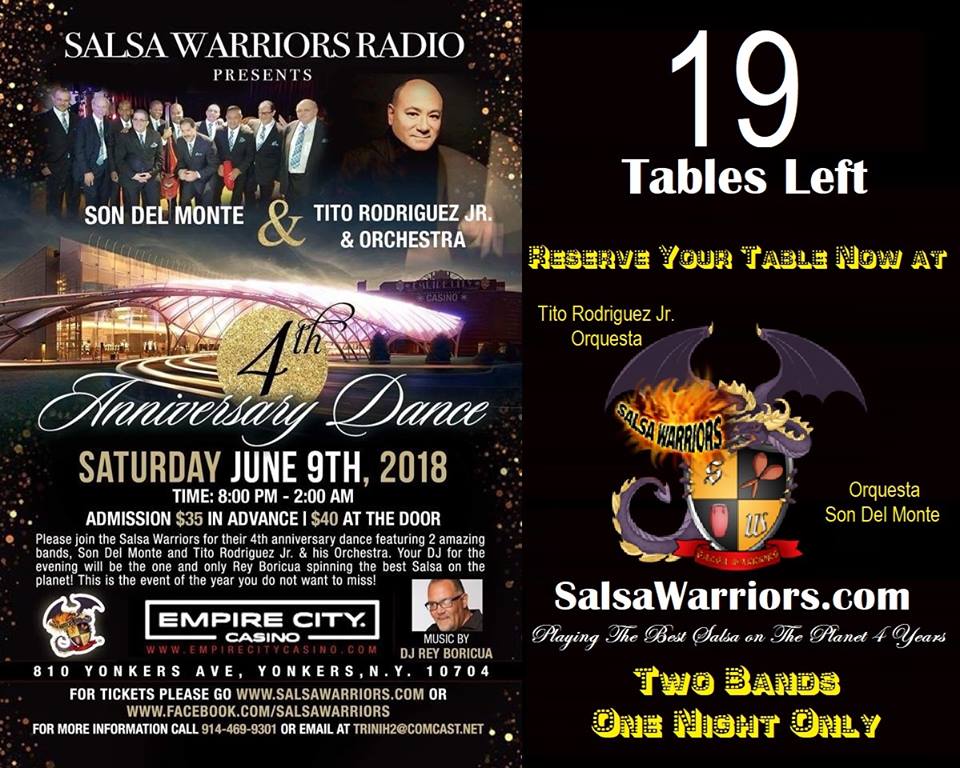 SALSA WARRIORS RADIO
PRESENTS
SON DEL MONTE
&
TITO RODRIGUEZ JR.
& ORCHESTRA
EMPIRE CITY
CASINO
4th
Anniversary Dance
SATURDAY JUNE 9TH, 2018
TIME: 8:00 PM - 2:00 AM
ADMISSION $35 IN ADVANCE | $40 AT THE DOOR
Please join the Salsa Warriors for their 4th anniversary dance featuring 2 amazing
bands, Son Del Monte and Tito Rodriguez Jr. & his Orchestra. Your DJ for the
evening will be the one and only Rey Boricua spinning the best Salsa on the
planet! This is the event of the year you do not want to miss!
EMPIRE CITY.
CASINO
WWW.EMPIRECITYCASINO.COM
MUSIC BY
DJ REY BORICUA
810 YONKERS AVE, YONKERS, N.Y. 10704
FOR TICKETS PLEASE GO WWW.SALSAWARRIORS.COM OR
WWW.FACEBOOK.COM/SALSAWARRIORS
FOR MORE INFORMATION CALL 914-469-9301 OR EMAIL AT TRINIH2@COMCAST.NET
19
Tables Left
Reserve Your Table Now at
Tito Rodriguez Jr.
Orquesta
SALSA WARRIORS
SALSA WARRIORS
Orquesta
Son Del Monte
SalsaWarriors.com
Playing The Best Salsa on The Planet 4 Years
Two Bands
One Night Only